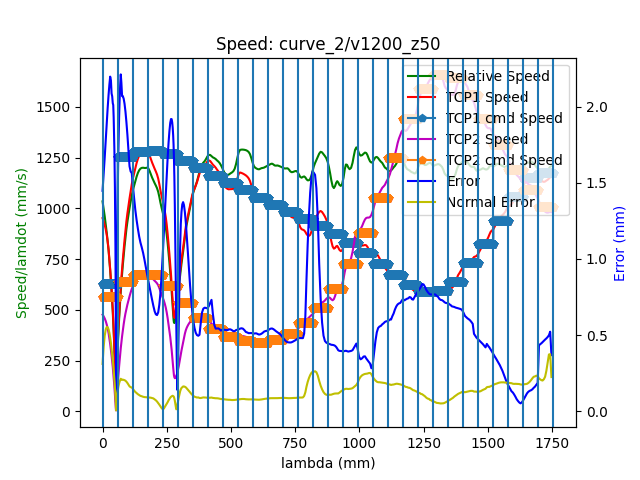 Speed: curve_2/v1200_z50
Relative Speed
TCP1 Speed
TCP1 cmd Speed
TCP2 Speed
TCP2 cmd Speed
Error
Normal Error
Speed/lamdot (mm/s)
1500
1250
1000
750
500
250
0
2.0
1.5
1.0
0.5
0.0
Error (mm)
0 250 500 750 1000 1250 1500 1750
lambda (mm)